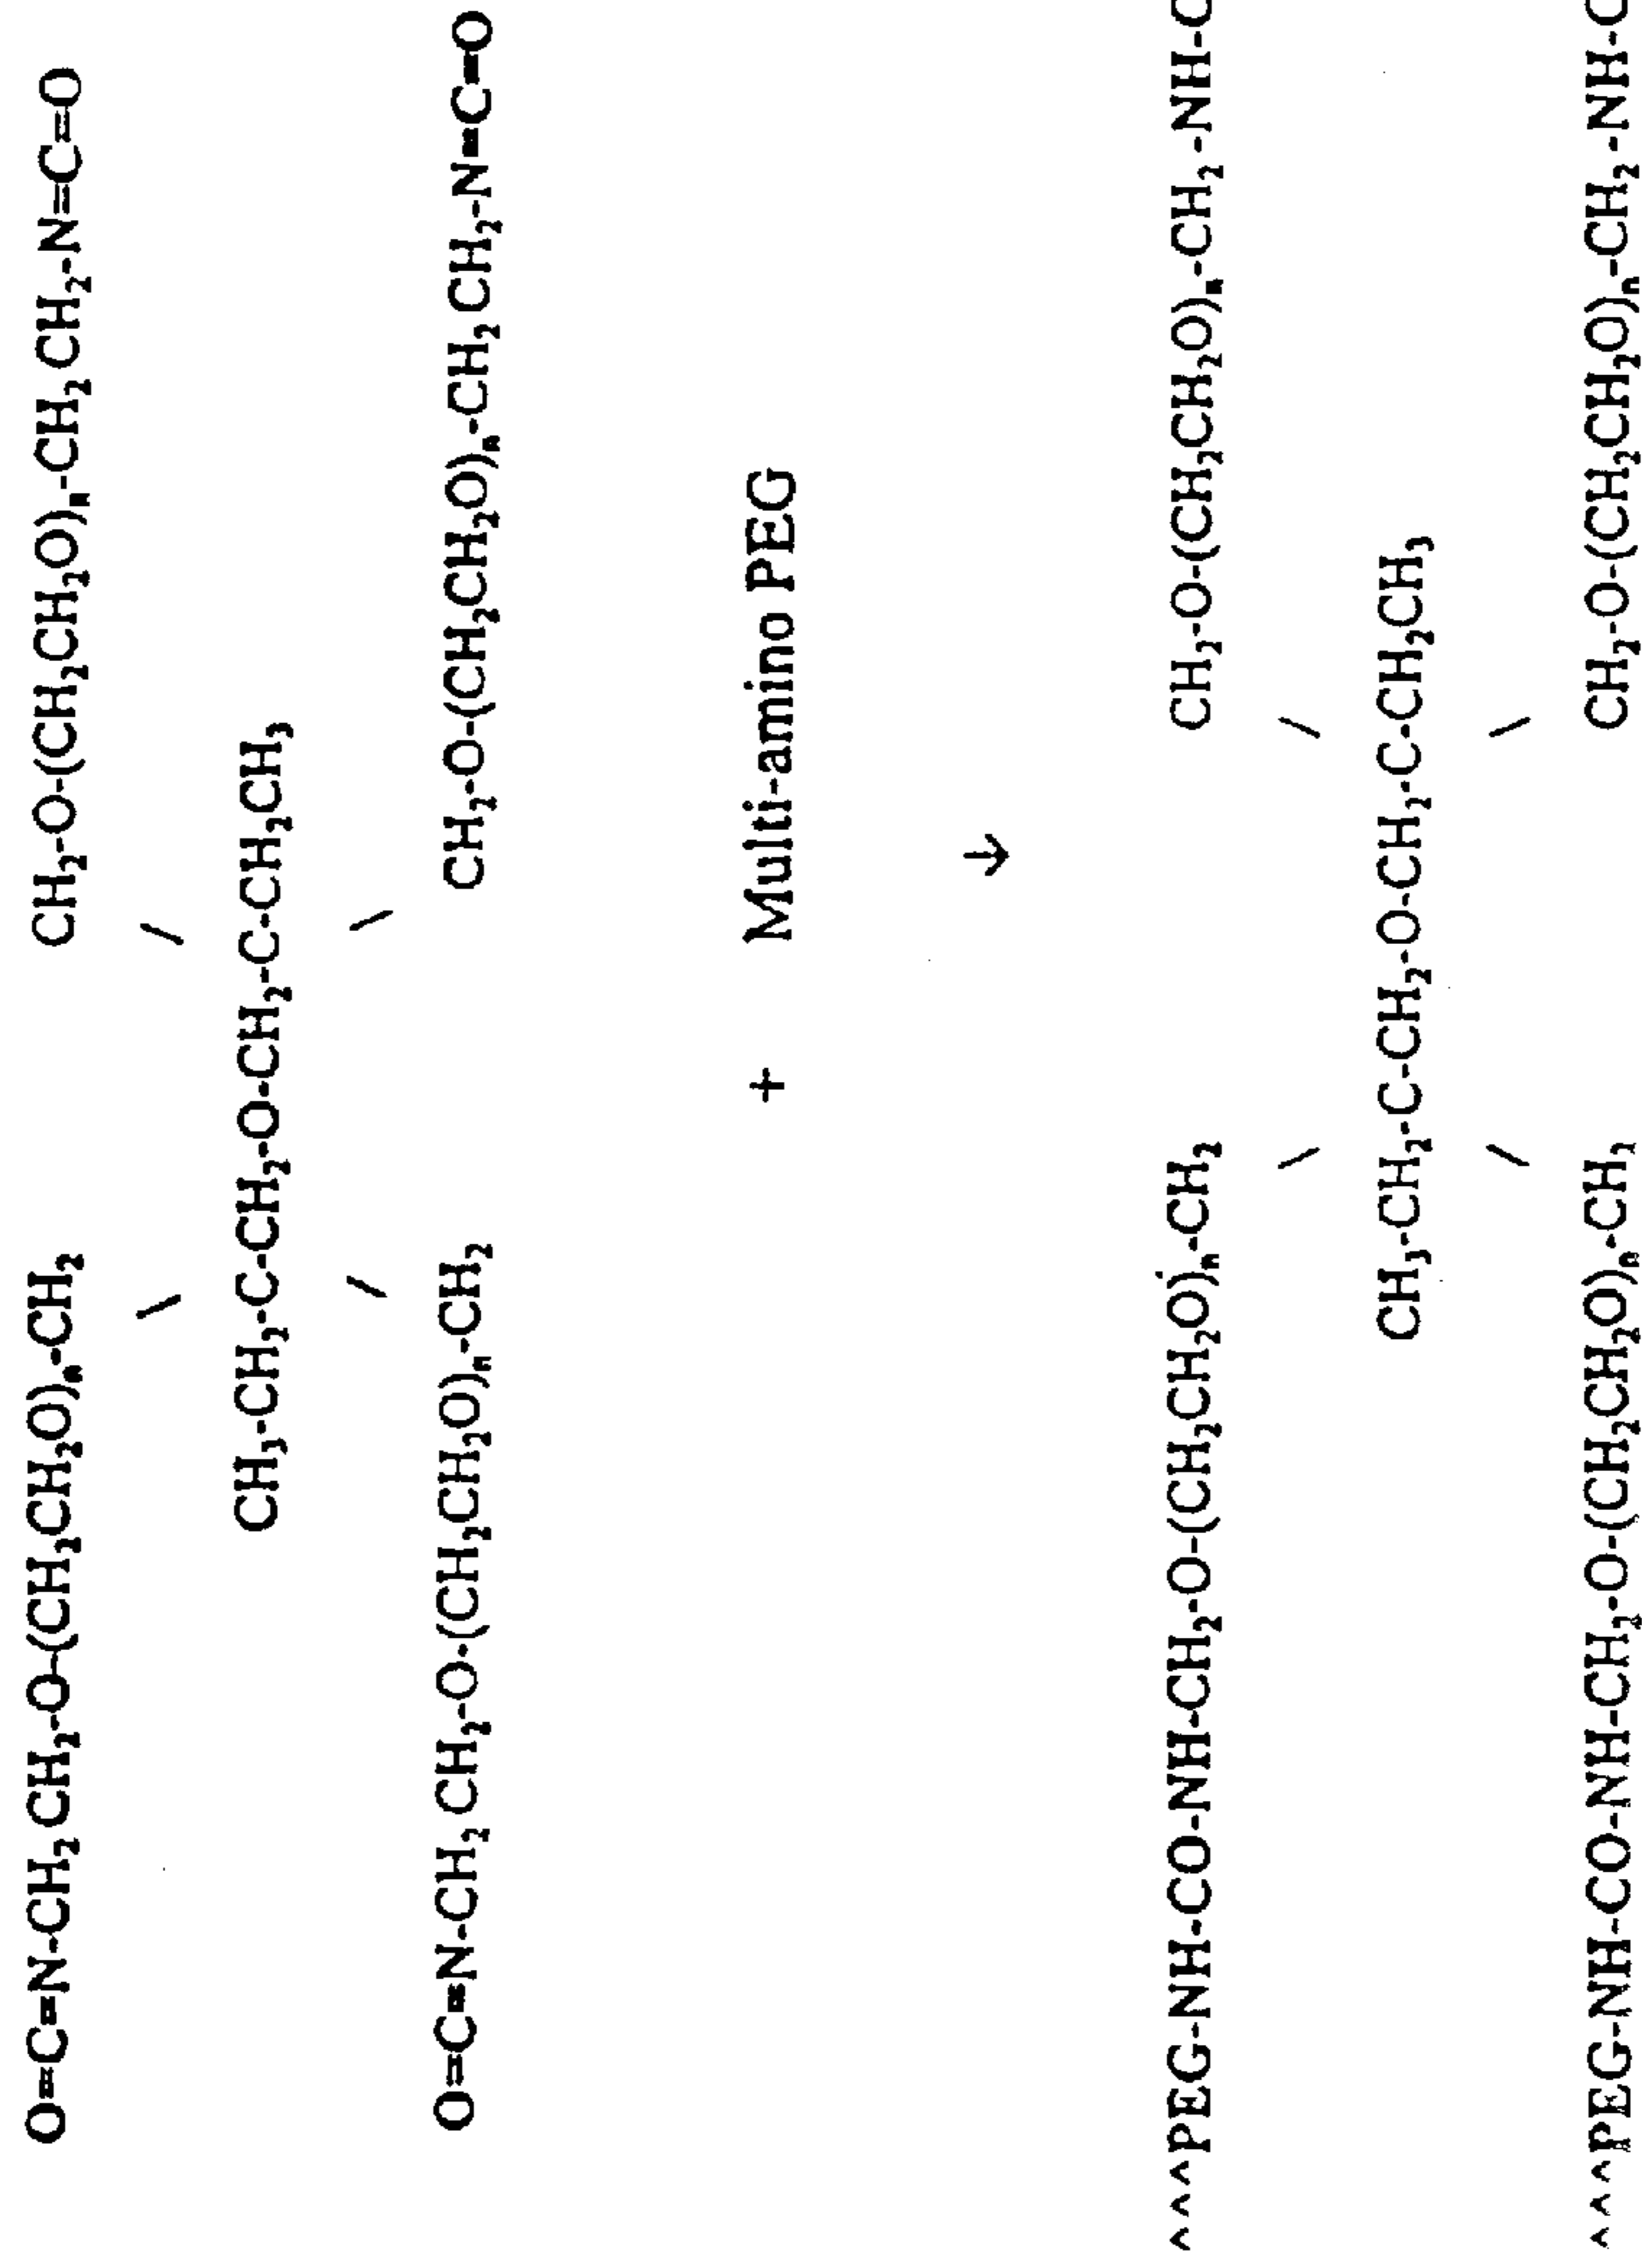 O=C=N-CH₂CH₂-O-(CH₂CH₂O)ₙ-CH₂ CH₂-O-(CH₂CH₂O)ₙ-CH₂CH₂-N=C=O
\ /
CH₃-CH₂-C-CH₂-O-CH₂-C-CH₂CH₃
/ \
O=C=N-CH₂CH₂-O-(CH₂CH₂O)ₙ-CH₂ CH₂-O-(CH₂CH₂O)ₙ-CH₂CH₂-N=C=O
+ Multi-amino PEG
↓
^^^PEG-NH-CO-NH-CH₂-O-(CH₂CH₂O)ₙ-CH₂ CH₂-O-(CH₂CH₂O)ₙ-CH₂-NH-C
\ /
CH₃-CH₂-C-CH₂-O-CH₂-C-CH₂CH₃
/ \
^^^PEG-NH-CO-NH-CH₂-O-(CH₂CH₂O)ₙ-CH₂ CH₂-O-(CH₂CH₂O)ₙ-CH₂-NH-C